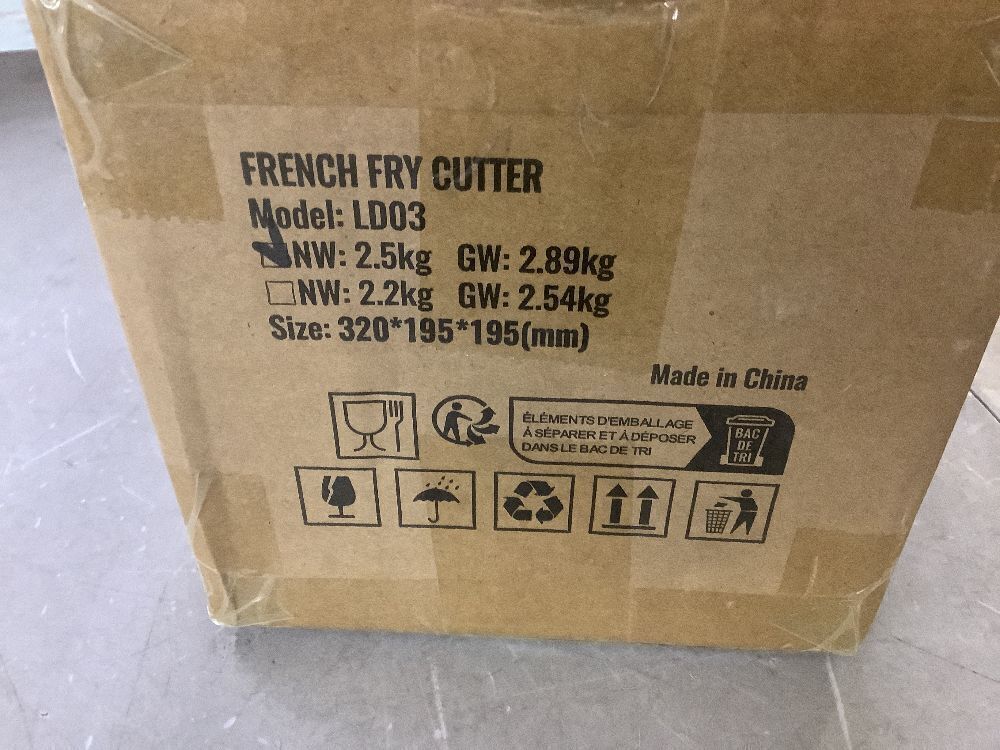 FRENCH FRY CUTTER
Model: LD03
NW: 2.5kg GW: 2.89kg
NW: 2.2kg GW: 2.54kg
Size: 320*195*195(mm)
Made in China
ÉLÉMENTS D'EMBALLAGE
À SÉPARER ET À DÉPOSER
DANS LE BAC DE TRI
BAC
DE
TRI